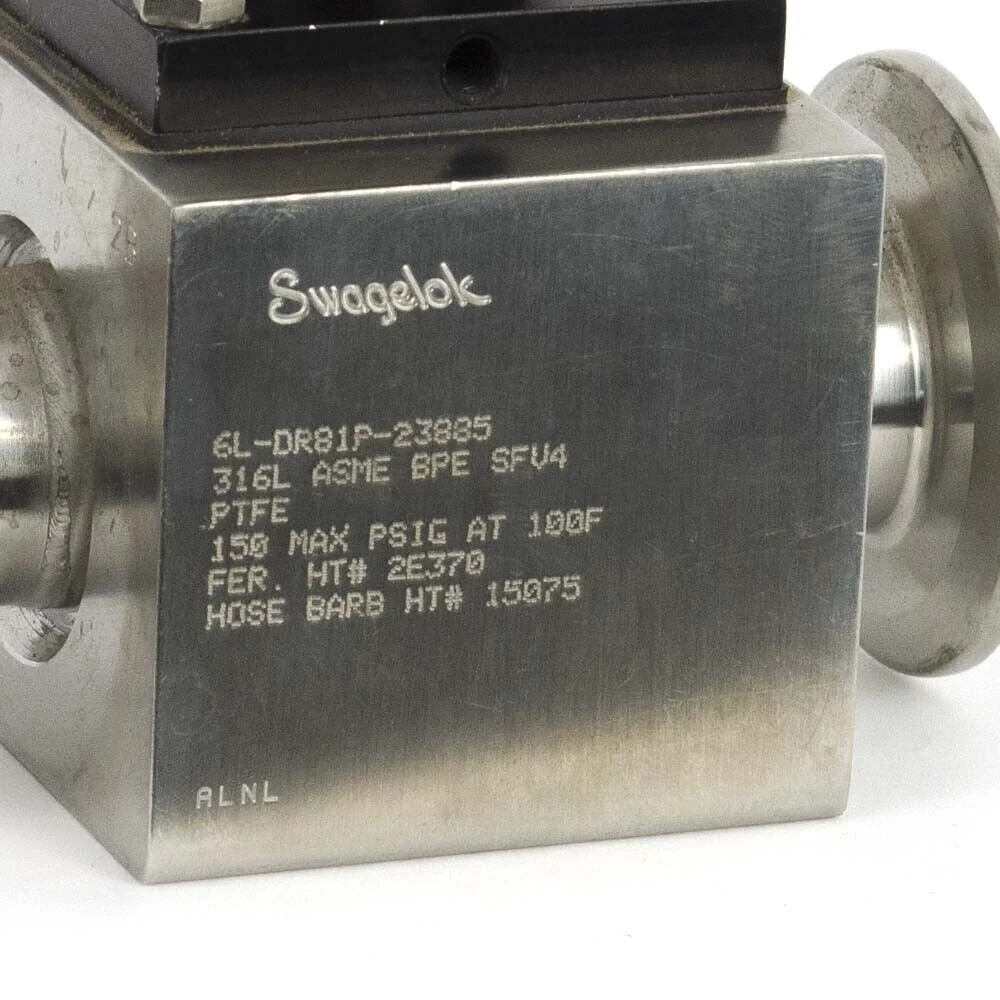 28
Swagelok
6L-DR81P-23885
316L ASME BPE SFV4
PTFE
150 MAX PSIG AT 100F
FER. HT# 2E370
HOSE BARB HT# 15075
ALNL